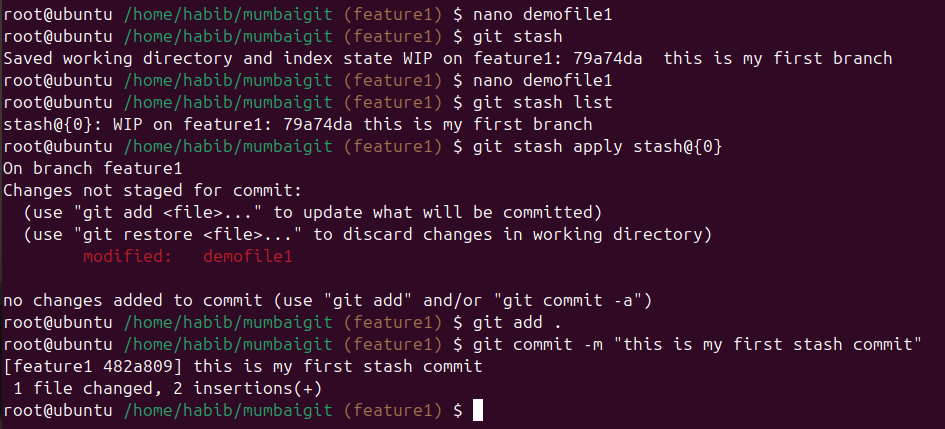 root@ubuntu /home/habib/mumbaigit (feature1) $ nano demofile1
root@ubuntu /home/habib/mumbaigit (feature1) $ git stash
Saved working directory and index state WIP on feature1: 79a74da  this is my first branch
root@ubuntu /home/habib/mumbaigit (feature1) $ nano demofile1
root@ubuntu /home/habib/mumbaigit (feature1) $ git stash list
stash@{0}: WIP on feature1: 79a74da this is my first branch
root@ubuntu /home/habib/mumbaigit (feature1) $ git stash apply stash@{0}
On branch feature1
Changes not staged for commit:
  (use "git add <file>..." to update what will be committed)
  (use "git restore <file>..." to discard changes in working directory)
        modified:   demofile1

no changes added to commit (use "git add" and/or "git commit -a")
root@ubuntu /home/habib/mumbaigit (feature1) $ git add .
root@ubuntu /home/habib/mumbaigit (feature1) $ git commit -m "this is my first stash commit"
[feature1 482a809] this is my first stash commit
 1 file changed, 2 insertions(+)
root@ubuntu /home/habib/mumbaigit (feature1) $